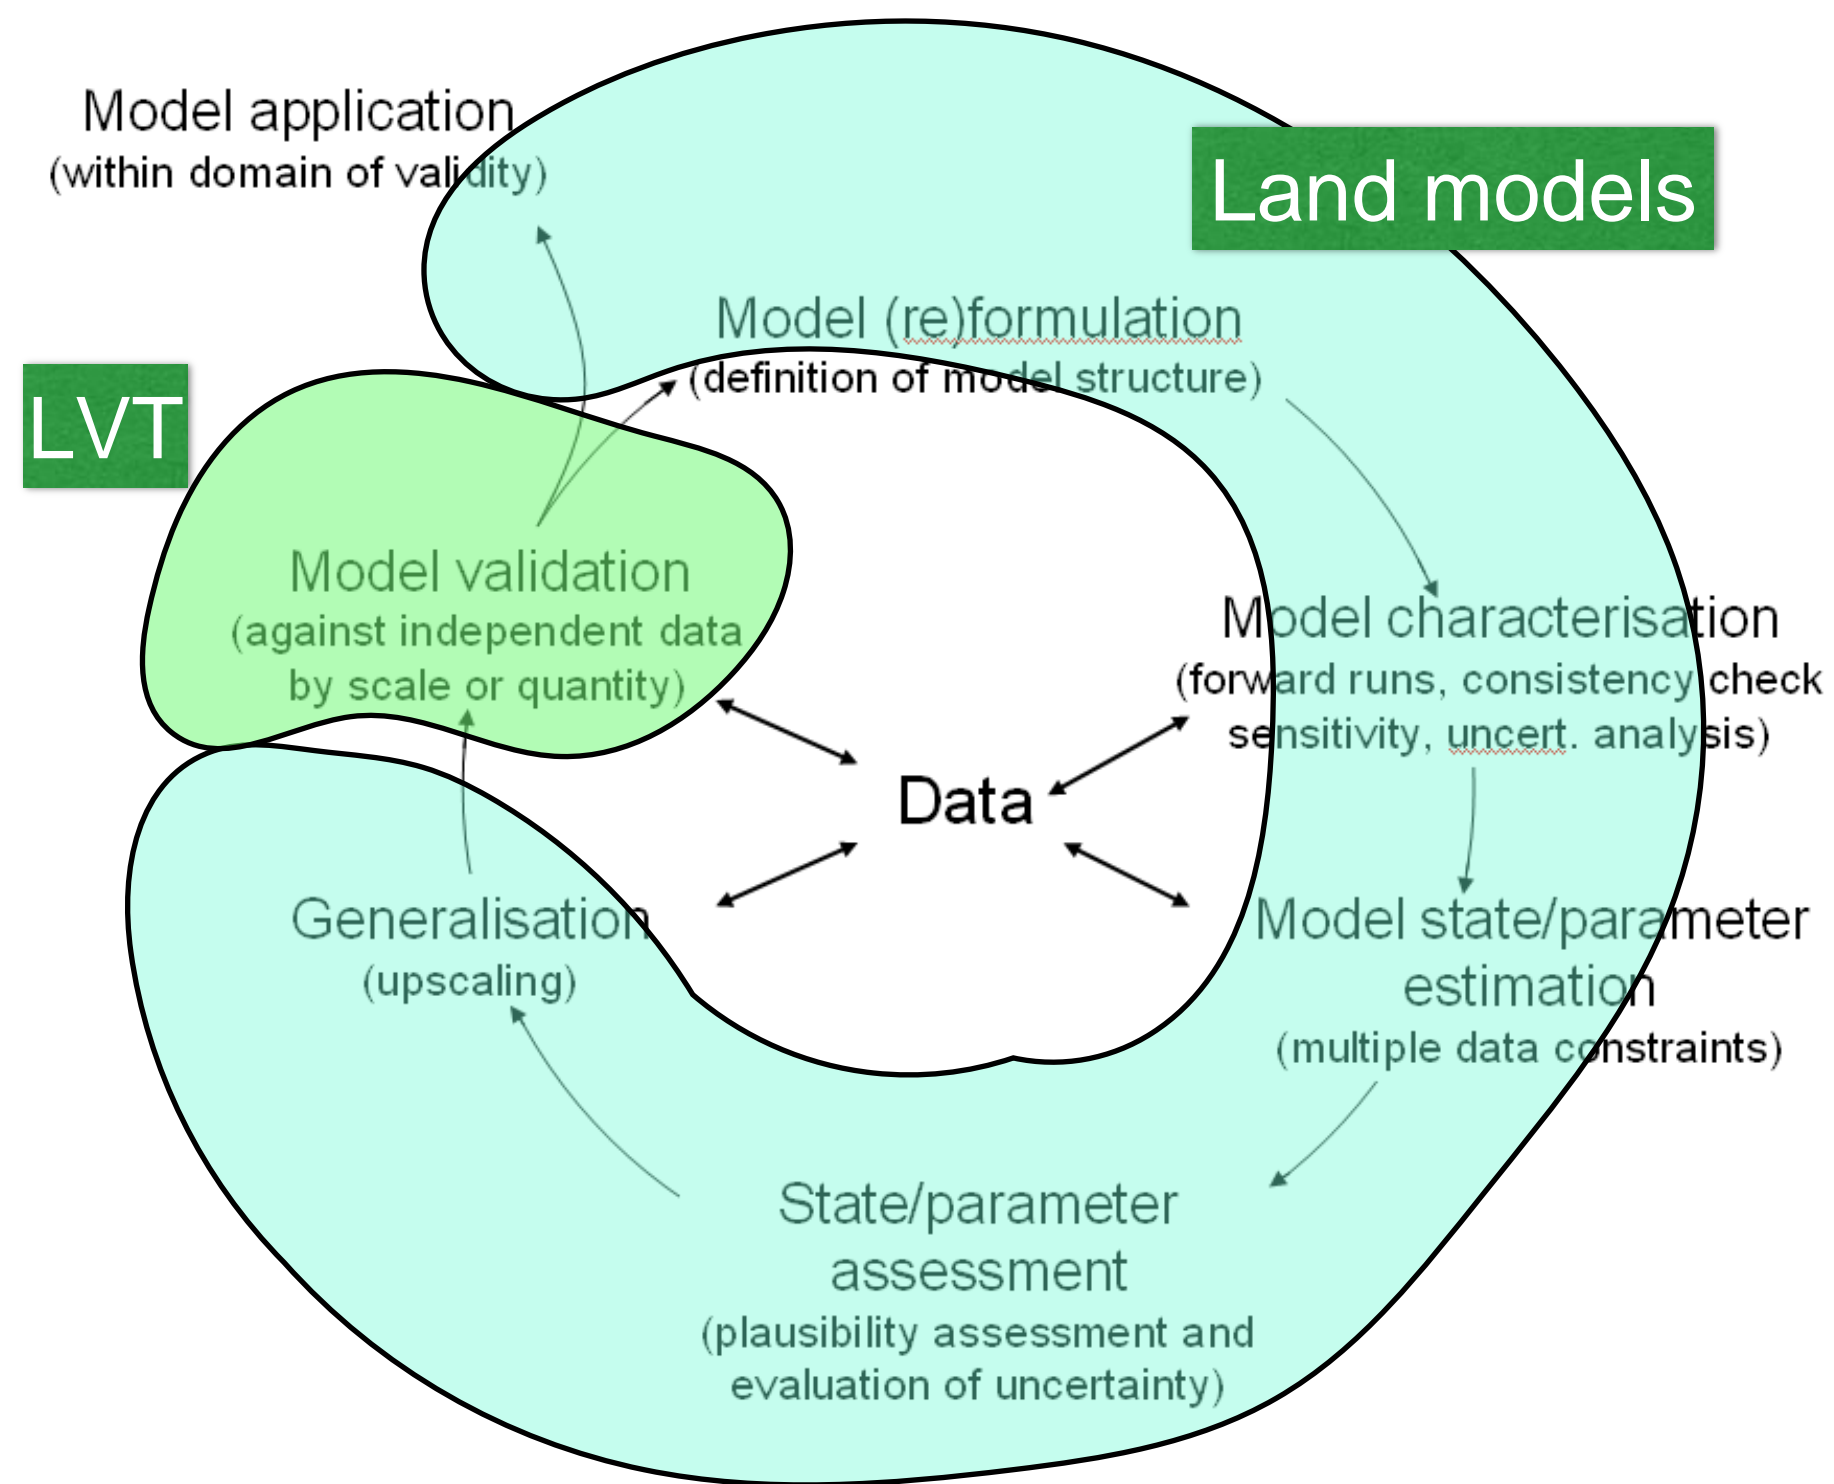 Model application
(within domain of validity)
Land models
Model (re)formulation
(definition of model structure)
LVT
Model validation
(against independent data
by scale or quantity)
Model characterisation
(forward runs, consistency check
sensitivity, uncert. analysis)
Data
Generalisation
(upscaling)
Model state/parameter
estimation
(multiple data constraints)
State/parameter
assessment
(plausibility assessment and
evaluation of uncertainty)